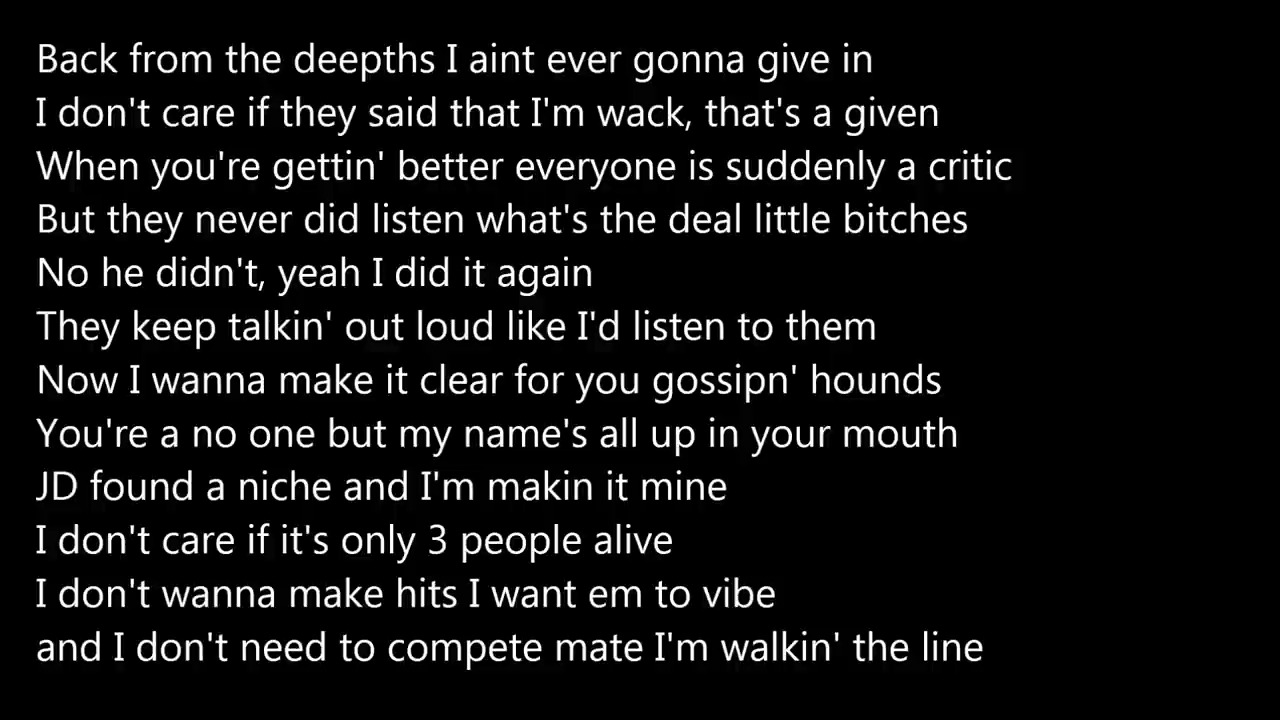 Back from the deepths I aint ever gonna give in
I don't care if they said that I'm wack, that's a given
When you're gettin' better everyone is suddenly a critic
But they never did listen what's the deal little bitches
No he didn't, yeah I did it again
They keep talkin' out loud like I'd listen to them
Now I wanna make it clear for you gossipn' hounds
You're a no one but my name's all up in your mouth
JD found a niche and I'm makin it mine
I don't care if it's only 3 people alive
I don't wanna make hits I want em to vibe
and I don't need to compete mate I'm walkin' the line